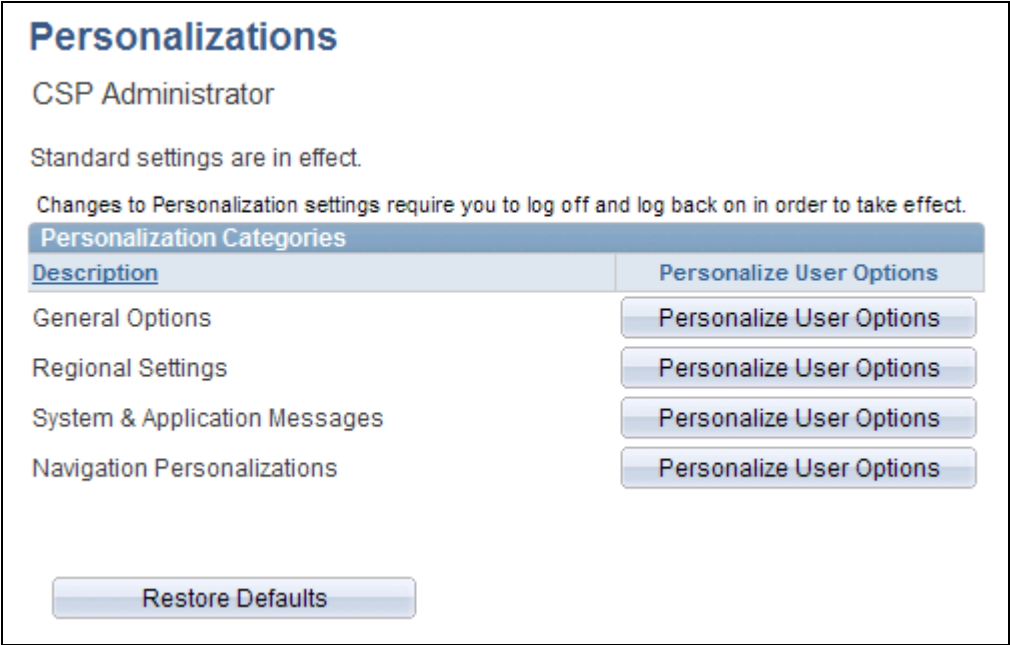 Personalizations
CSP Administrator
Standard settings are in effect.
Changes to Personalization settings require you to log off and log back on in order to take effect.
Personalization Categories
Description Personalize User Options
General Options Personalize User Options
Regional Settings Personalize User Options
System & Application Messages Personalize User Options
Navigation Personalizations Personalize User Options
Restore Defaults